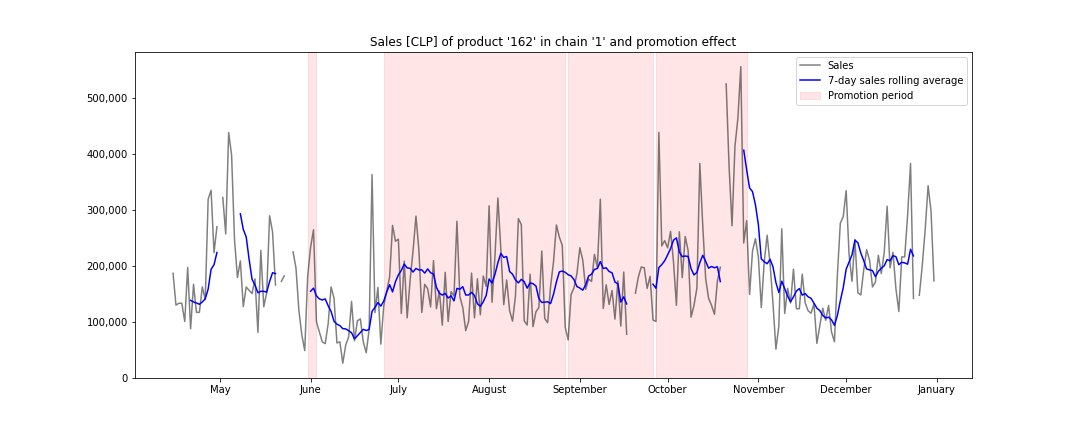 Sales [CLP] of product '162' in chain '1' and promotion effect
Sales
7-day sales rolling average
Promotion period
500,000
400,000
300,000
200,000
100,000
0
May June July August September October November December January